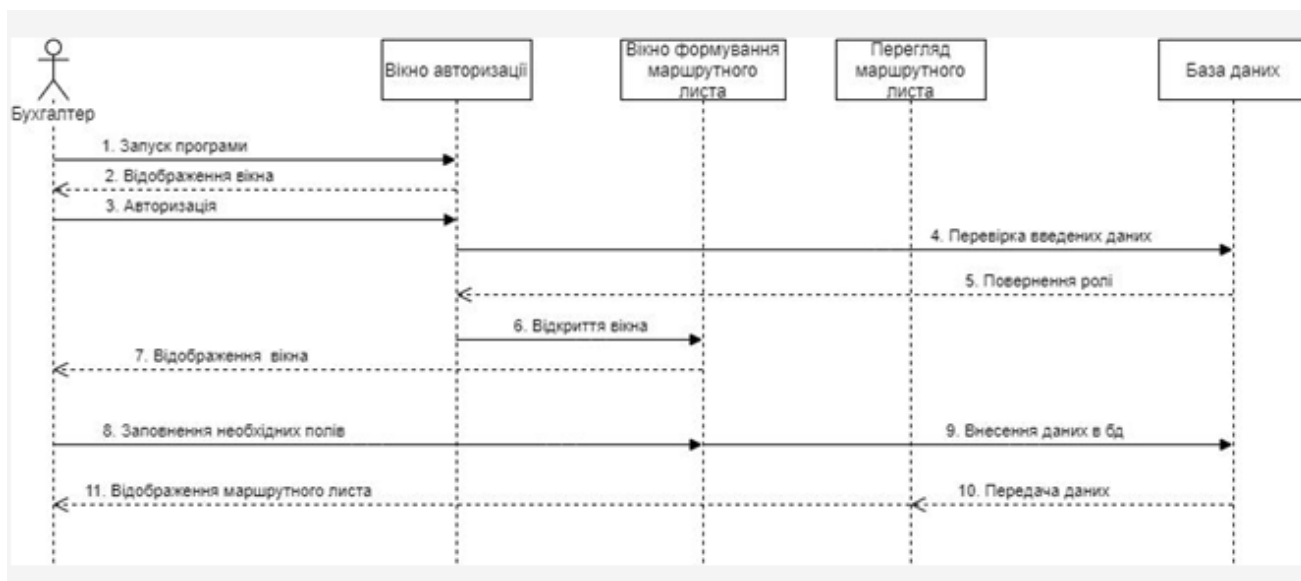 Вікно авторизації
Вікно формування
маршрутного
листа
Перегляд
маршрутного
листа
База даних
Бухгалтер
1. Запуск програми
2. Відображення вікна
3. Авторизація
4. Перевірка введених даних
5. Повернення ролі
6. Відкриття вікна
7. Відображення вікна
8. Заповнення необхідних полів
9. Внесення даних в бд
11. Відображення маршрутного листа
10. Передача даних